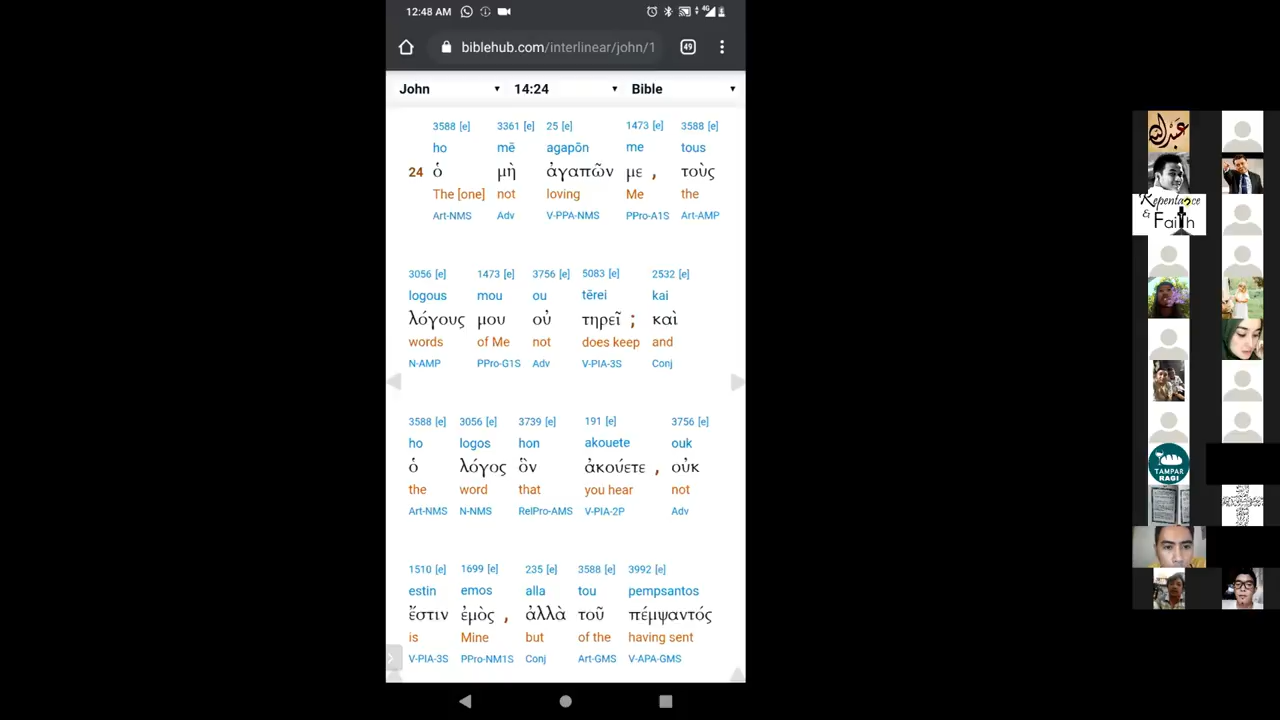 12:48 AM
4G
biblehub.com/interlinear/john/1
49
John 14:24 Bible
3588 [e] 3361 [e] 25 [e] 1473 [e] 3588 [e]
ho mē agapōn me tous
24 ὁ μὴ ἀγαπῶν με , τοὺς
The [one] not loving Me the
Art-NMS Adv V-PPA-NMS PPro-A1S Art-AMP
3056 [e] 1473 [e] 3756 [e] 5083 [e] 2532 [e]
logous mou ou tērei kai
λόγους μου οὐ τηρεῖ ; καὶ
words of Me not does keep and
N-AMP PPro-G1S Adv V-PIA-3S Conj
3588 [e] 3056 [e] 3739 [e] 191 [e] 3756 [e]
ho logos hon akouete ouk
ὁ λόγος ὃν ἀκούετε , οὐκ
the word that you hear not
Art-NMS N-NMS RelPro-AMS V-PIA-2P Adv
1510 [e] 1699 [e] 235 [e] 3588 [e] 3992 [e]
estin emos alla tou pempsantos
ἔστιν ἐμὸς , ἀλλὰ τοῦ πέμψαντός
is Mine but of the having sent
V-PIA-3S PPro-NM1S Conj Art-GMS V-APA-GMS
عبدالله
Repentance
& Faith
TAMPAR
RAGI